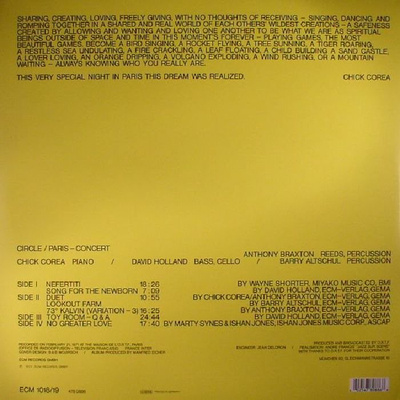 SHARING, CREATING, LOVING, FREELY GIVING, WITH NO THOUGHTS OF RECEIVING – SINGING, DANCING AND
ROMPING TOGETHER IN A SHARED AND REAL WORLD OF EACH OTHERS' WILDEST CREATIONS – A SAFENESS
CREATED BY ALLOWING AND WANTING AND LOVING ONE ANOTHER TO BE WHAT WE ARE AS SPIRITUAL
BEINGS OUTSIDE OF SPACE AND TIME IN THIS MOMENT'S FOREVER – PLAYING GAMES, THE MOST
BEAUTIFUL GAMES, BECOME A BIRD SINGING, A ROCKET FLYING, A TREE SUNNING, A TIGER ROARING,
A RESTLESS SEA UNDULATING, A FIRE CRACKLING, A LEAF FLOATING, A CHILD BUILDING A SAND CASTLE,
A LOVER LOVING, AN ORANGE DRIPPING, A VOLCANO EXPLODING, A WIND RUSHING, OR A MOUNTAIN
WAITING – ALWAYS KNOWING WHO YOU REALLY ARE.
THIS VERY SPECIAL NIGHT IN PARIS THIS DREAM WAS REALIZED. CHICK COREA
CIRCLE / PARIS – CONCERT
ANTHONY BRAXTON REEDS, PERCUSSION
CHICK COREA PIANO / DAVID HOLLAND BASS, CELLO / BARRY ALTSCHUL PERCUSSION
SIDE I NEFERTITI 18:26 BY WAYNE SHORTER, MIYAKO MUSIC CO, BMI
SONG FOR THE NEWBORN 7:09 BY DAVID HOLLAND, ECM-VERLAG, GEMA
SIDE II DUET 10:55 BY CHICK COREA/ANTHONY BRAXTON, ECM-VERLAG, GEMA
LOOKOUT FARM BY BARRY ALTSCHUL, ECM-VERLAG, GEMA
73° KALVIN (VARIATION – 3) 16:25 BY ANTHONY BRAXTON, ECM-VERLAG, GEMA
SIDE III TOY ROOM – Q & A 24:44 BY DAVID HOLLAND, ECM-VERLAG, GEMA
SIDE IV NO GREATER LOVE 17:40 BY MARTY SYNES & ISHAN JONES, ISHAN JONES MUSIC CORP., ASCAP
ECM 1018/19